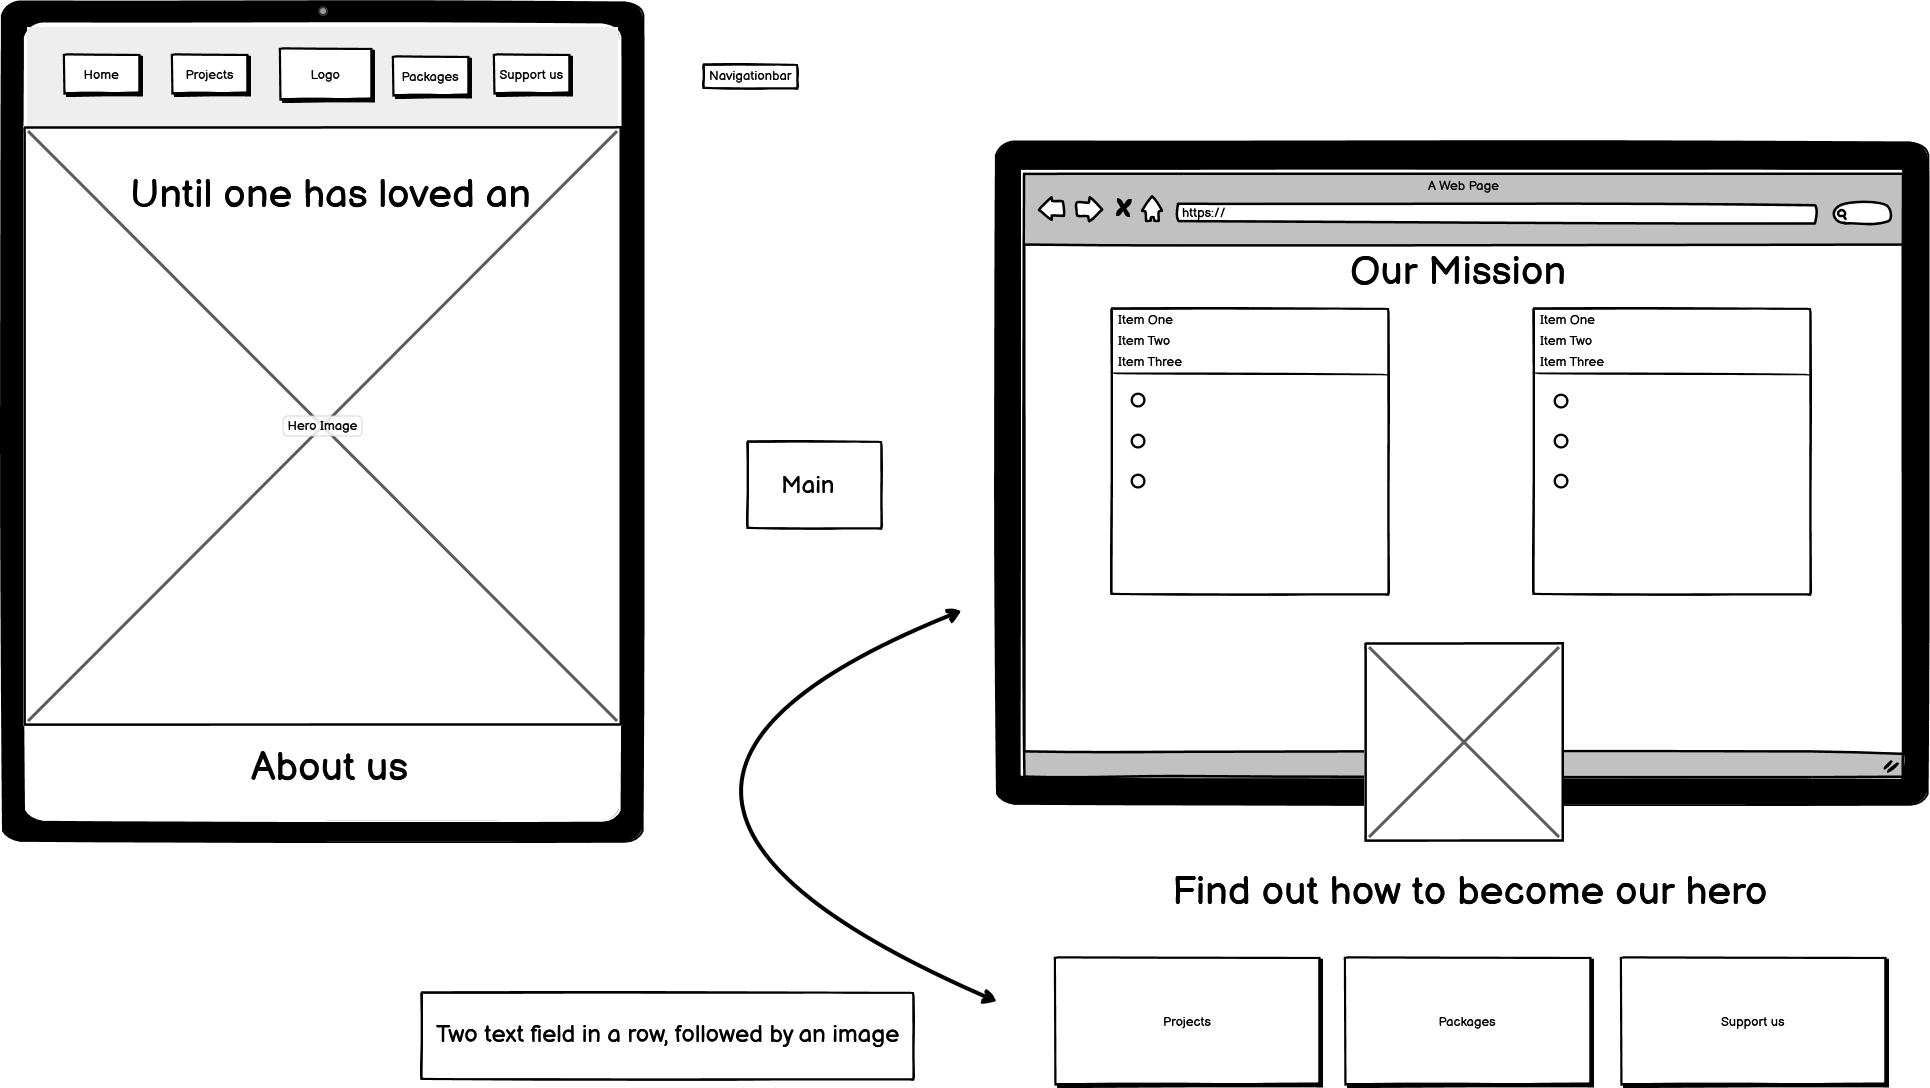 Home
Projects
Logo
Packages
Support us
Until one has loved an
Hero Image
About us
Navigationbar
Main
Two text field in a row, followed by an image
A Web Page
https://
Our Mission
Item One
Item Two
Item Three
Item One
Item Two
Item Three
Find out how to become our hero
Projects
Packages
Support us